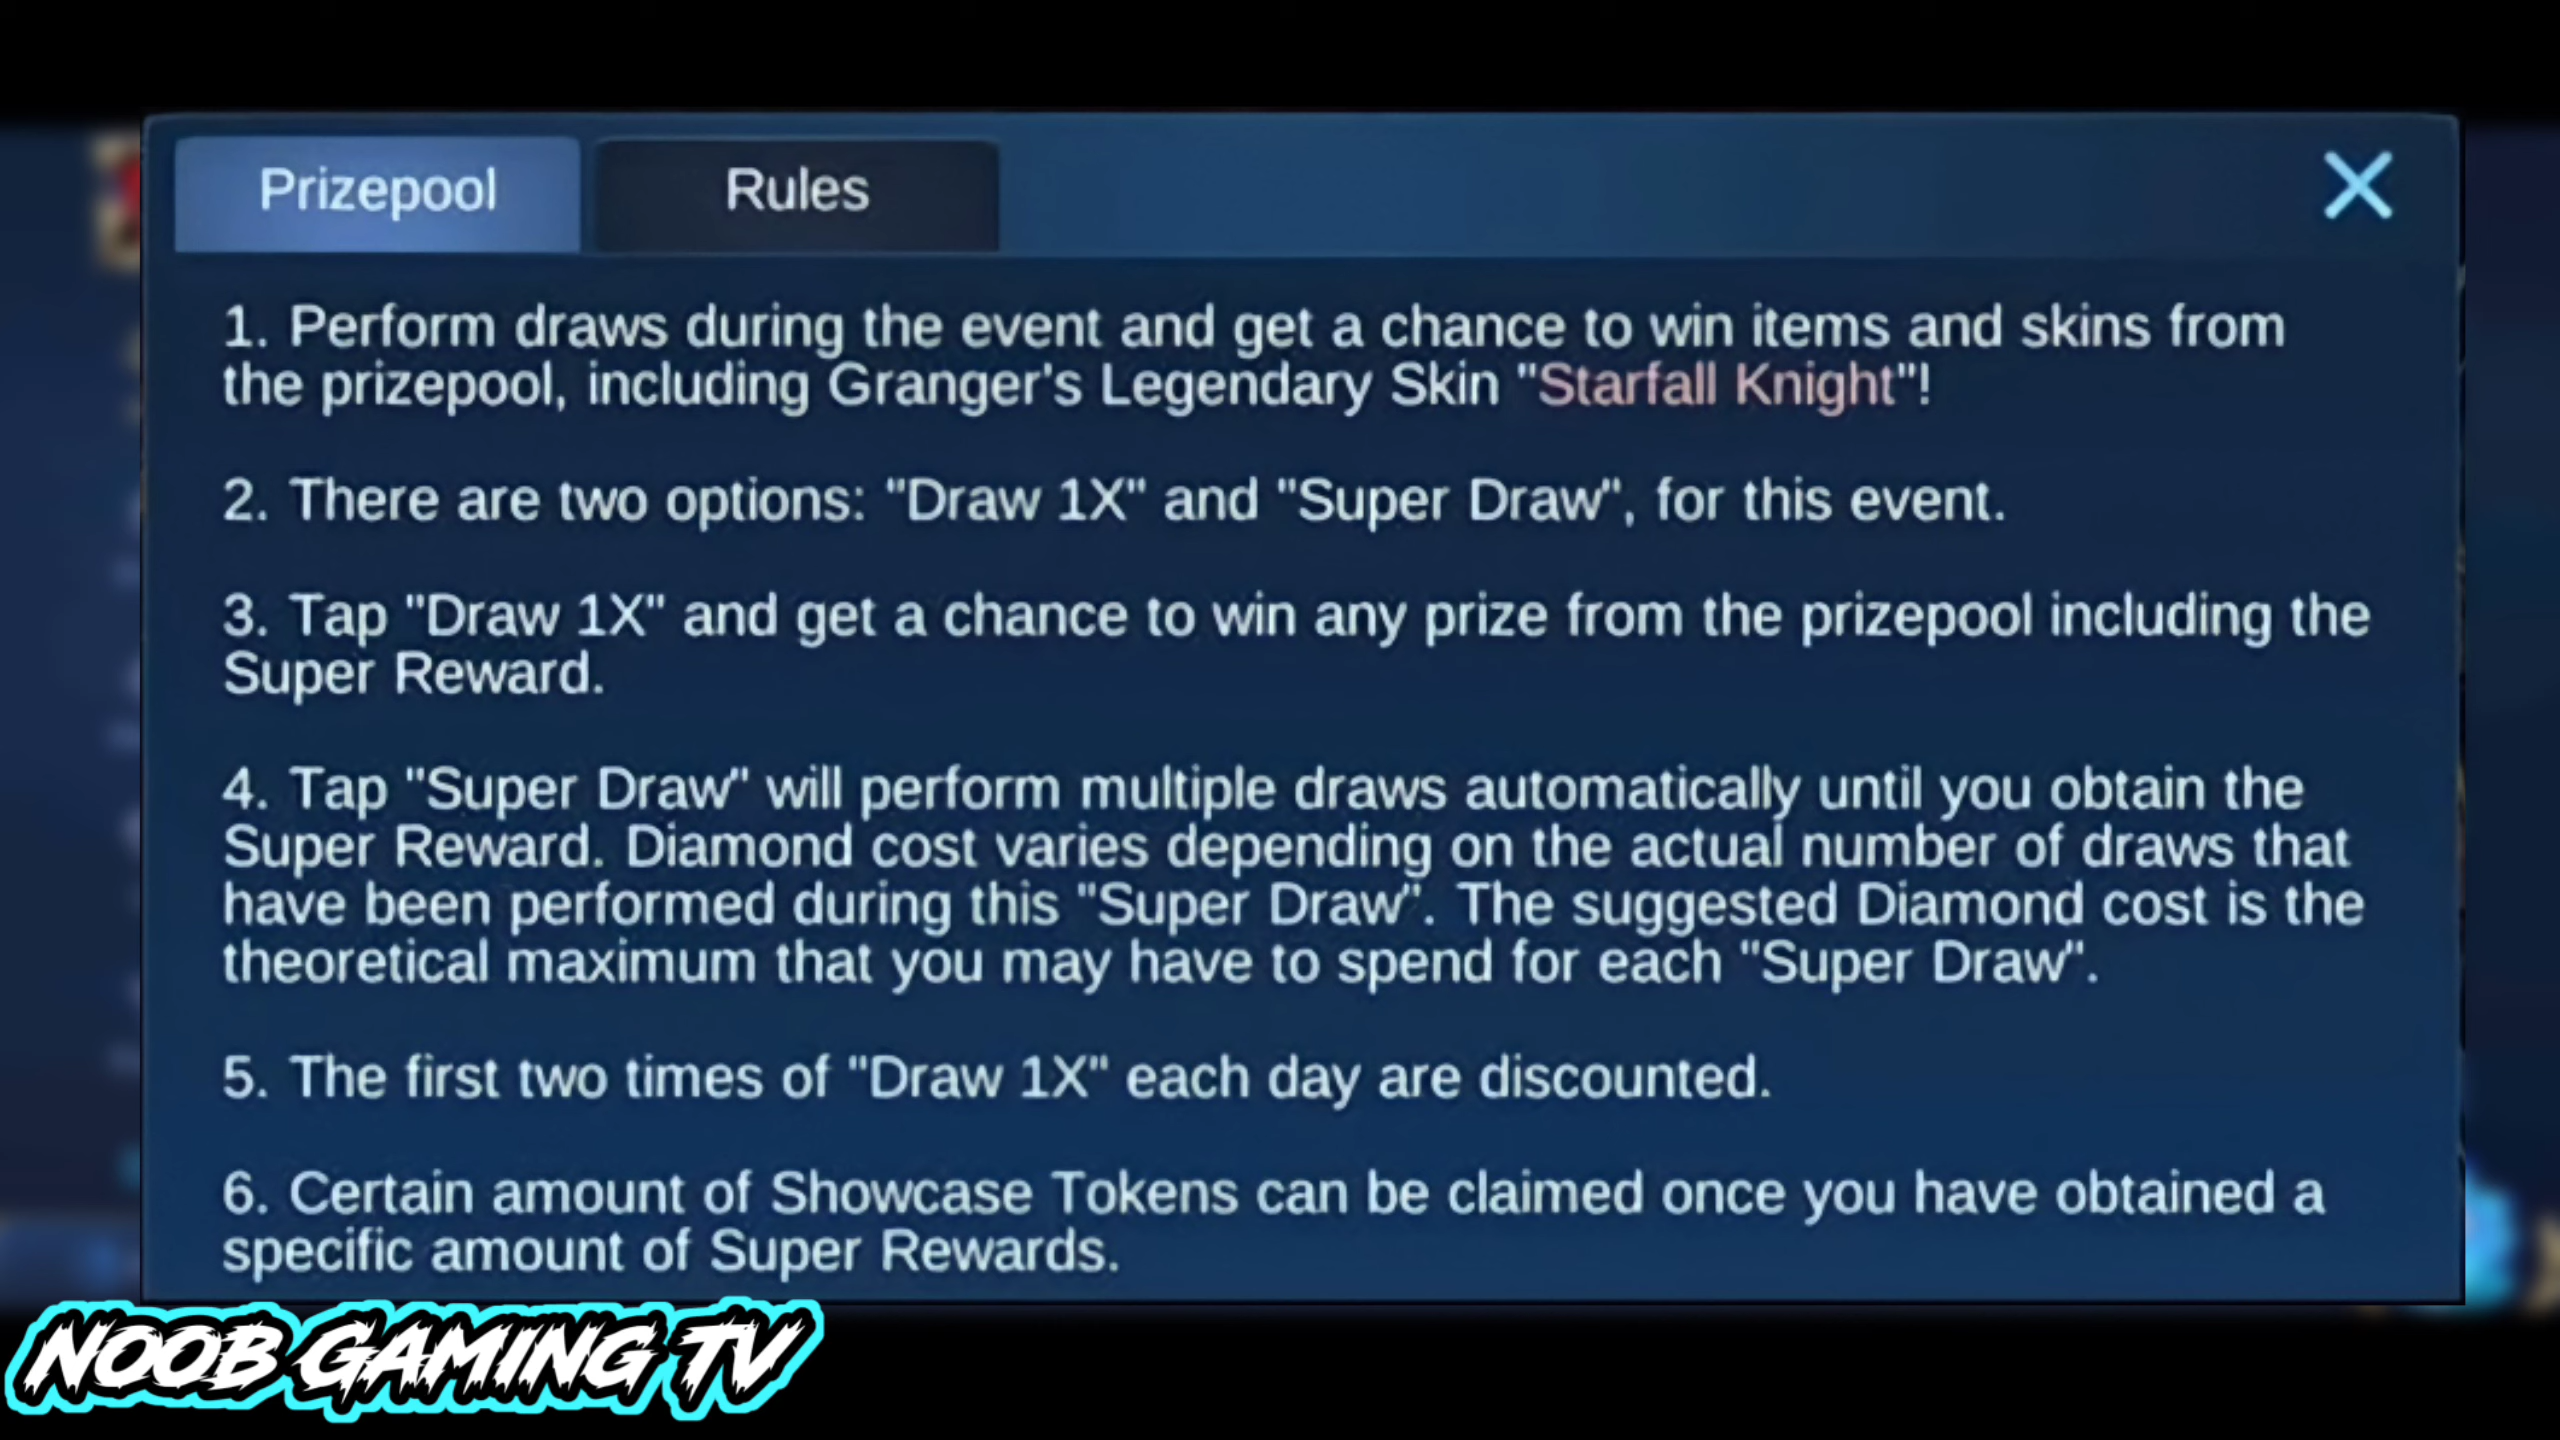 Prizepool Rules
1. Perform draws during the event and get a chance to win items and skins from
the prizepool, including Granger's Legendary Skin "Starfall Knight"!
2. There are two options: "Draw 1X" and "Super Draw", for this event.
3. Tap "Draw 1X" and get a chance to win any prize from the prizepool including the
Super Reward.
4. Tap "Super Draw" will perform multiple draws automatically until you obtain the
Super Reward. Diamond cost varies depending on the actual number of draws that
have been performed during this "Super Draw". The suggested Diamond cost is the
theoretical maximum that you may have to spend for each "Super Draw".
5. The first two times of "Draw 1X" each day are discounted.
6. Certain amount of Showcase Tokens can be claimed once you have obtained a
specific amount of Super Rewards.
NOOB GAMING TV